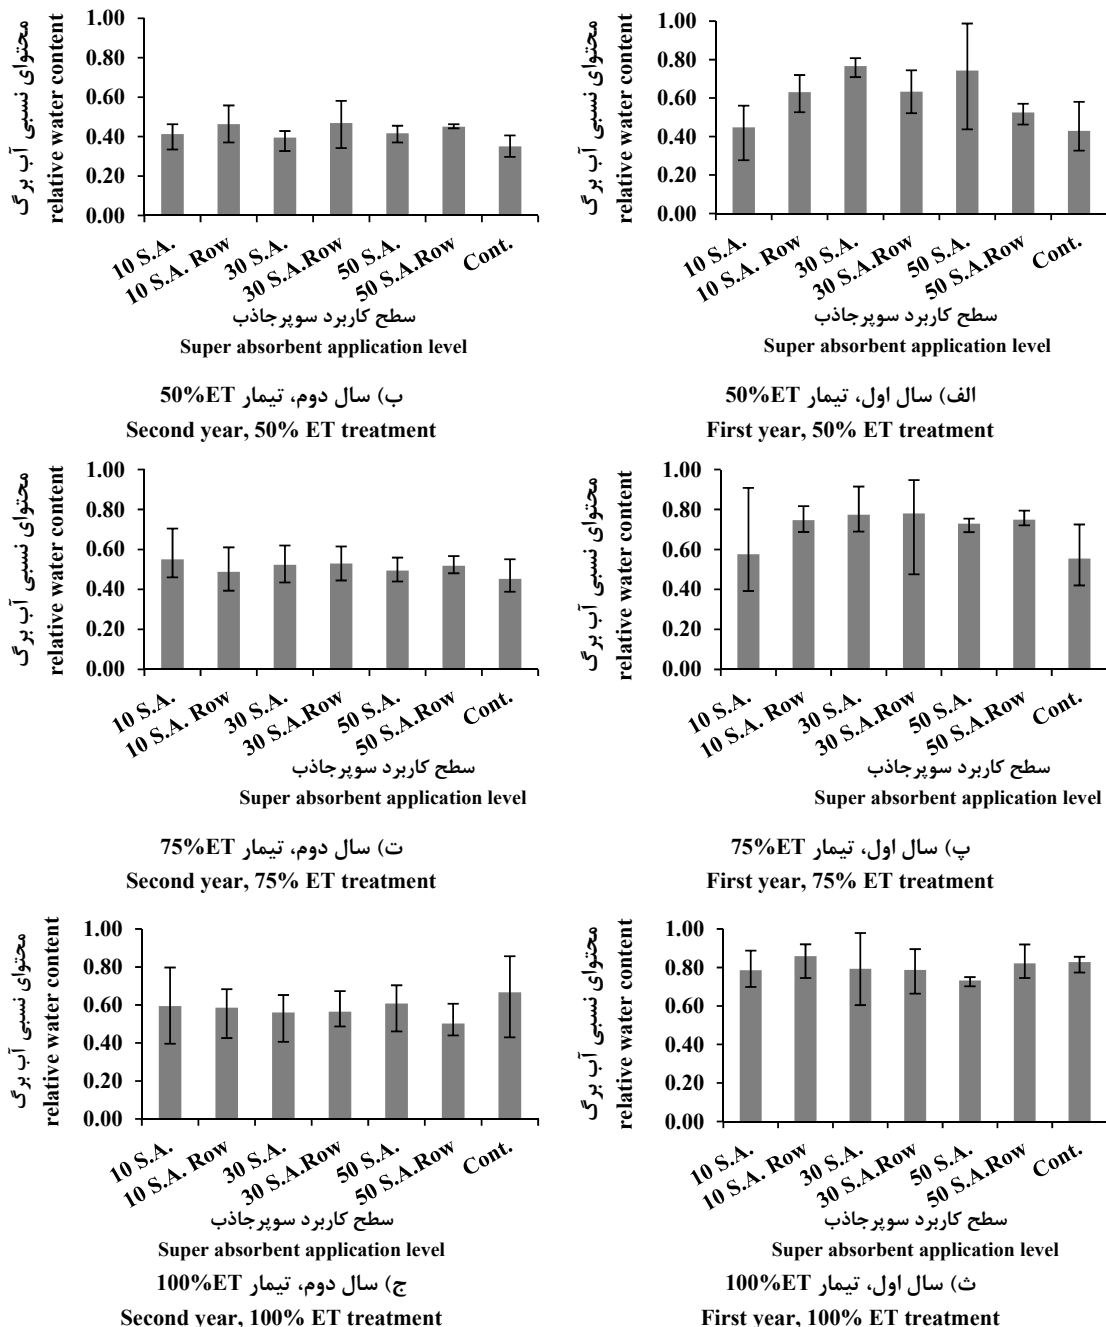 محتوای نسبی آب برگ
relative water content
1.00
0.80
0.60
0.40
0.20
0.00
10 S.A.
10 S.A. Row
30 S.A.
30 S.A.Row
50 S.A.
50 S.A.Row
Cont.
سطح کاربرد سوپرجاذب
Super absorbent application level
الف) سال اول، تیمار 50%ET
First year, 50% ET treatment
محتوای نسبی آب برگ
relative water content
1.00
0.80
0.60
0.40
0.20
0.00
10 S.A.
10 S.A. Row
30 S.A.
30 S.A.Row
50 S.A.
50 S.A.Row
Cont.
سطح کاربرد سوپرجاذب
Super absorbent application level
ب) سال دوم، تیمار 50%ET
Second year, 50% ET treatment
محتوای نسبی آب برگ
relative water content
1.00
0.80
0.60
0.40
0.20
0.00
10 S.A.
10 S.A. Row
30 S.A.
30 S.A.Row
50 S.A.
50 S.A.Row
Cont.
سطح کاربرد سوپرجاذب
Super absorbent application level
پ) سال اول، تیمار 75%ET
First year, 75% ET treatment
محتوای نسبی آب برگ
relative water content
1.00
0.80
0.60
0.40
0.20
0.00
10 S.A.
10 S.A. Row
30 S.A.
30 S.A.Row
50 S.A.
50 S.A.Row
Cont.
سطح کاربرد سوپرجاذب
Super absorbent application level
ت) سال دوم، تیمار 75%ET
Second year, 75% ET treatment
محتوای نسبی آب برگ
relative water content
1.00
0.80
0.60
0.40
0.20
0.00
10 S.A.
10 S.A. Row
30 S.A.
30 S.A.Row
50 S.A.
50 S.A.Row
Cont.
سطح کاربرد سوپرجاذب
Super absorbent application level
ث) سال اول، تیمار 100%ET
First year, 100% ET treatment
محتوای نسبی آب برگ
relative water content
1.00
0.80
0.60
0.40
0.20
0.00
10 S.A.
10 S.A. Row
30 S.A.
30 S.A.Row
50 S.A.
50 S.A.Row
Cont.
سطح کاربرد سوپرجاذب
Super absorbent application level
ج) سال دوم، تیمار 100%ET
Second year, 100% ET treatment